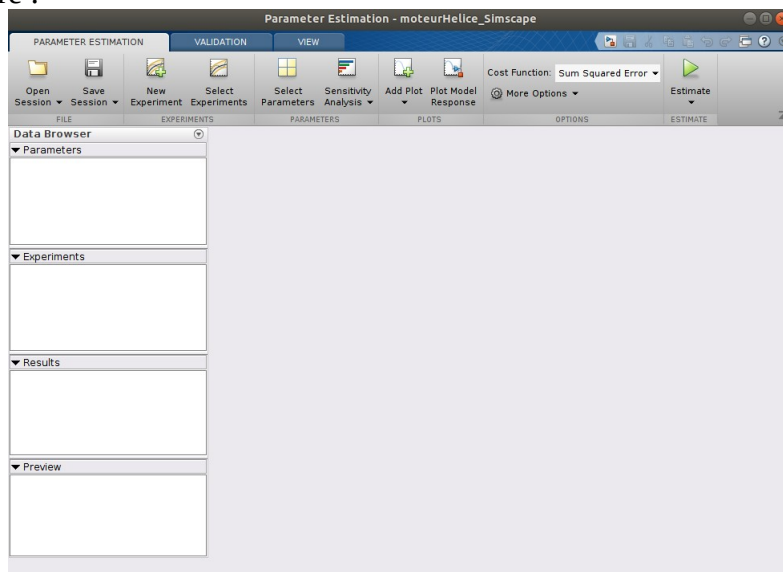 Parameter Estimation - moteurHelice_Simscape
PARAMETER ESTIMATION VALIDATION VIEW
Open Session Save Session New Experiment Select Experiments Select Parameters Sensitivity Analysis Add Plot Plot Model Response Cost Function: Sum Squared Error More Options Estimate
FILE EXPERIMENTS PARAMETERS PLOTS OPTIONS ESTIMATE
Data Browser
Parameters
Experiments
Results
Preview